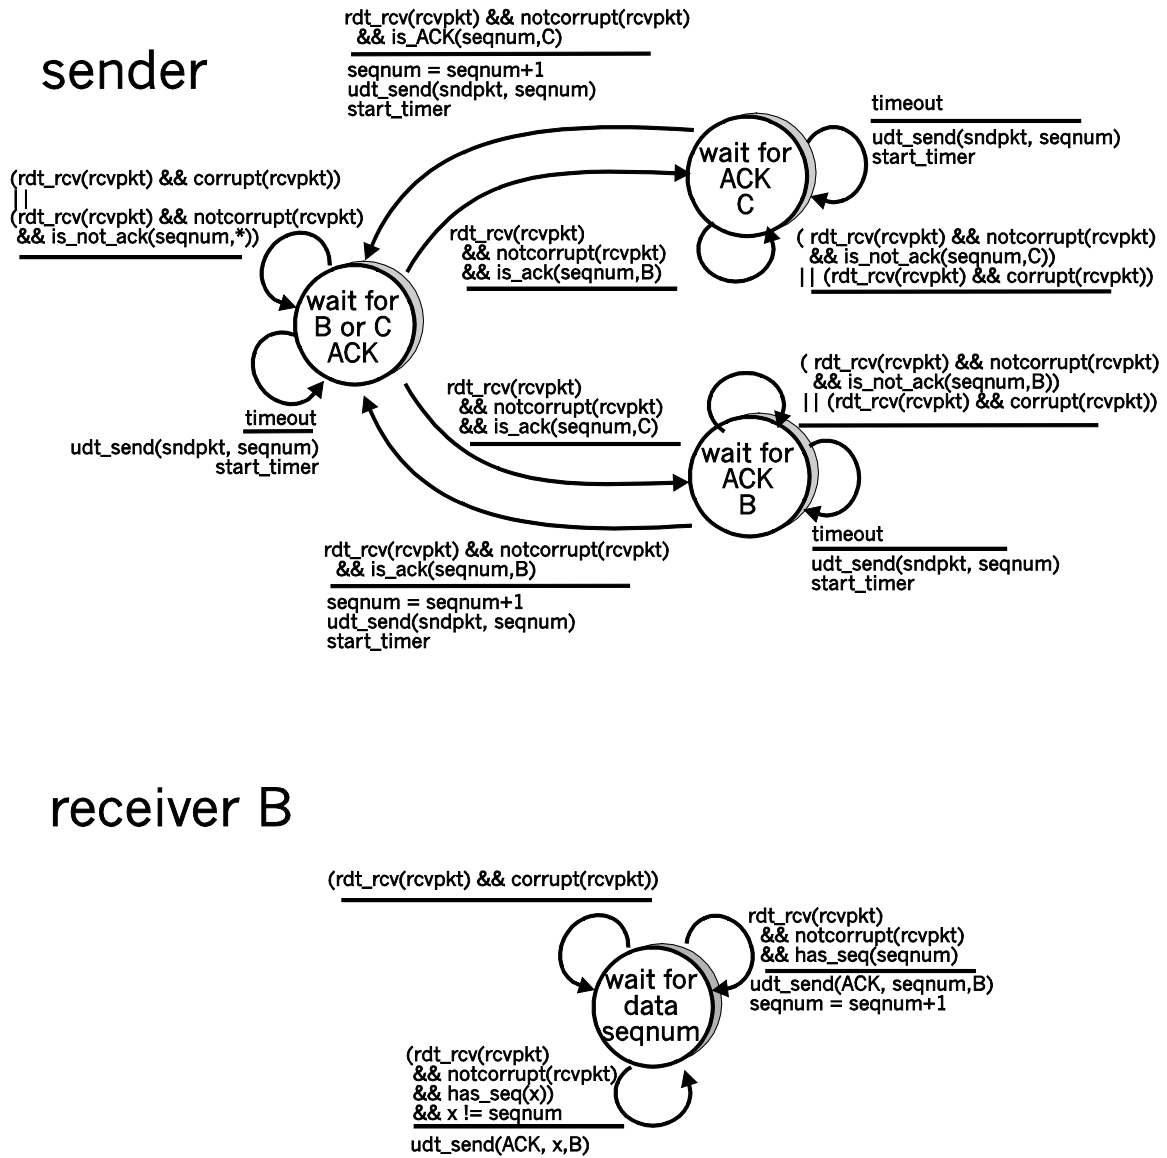 sender
rdt_rcv(rcvpkt) && notcorrupt(rcvpkt)
&& is_ACK(seqnum,C)
seqnum = seqnum+1
udt_send(sndpkt, seqnum)
start_timer
timeout
udt_send(sndpkt, seqnum)
start_timer
wait for
ACK
C
(rdt_rcv(rcvpkt) && corrupt(rcvpkt))
||
(rdt_rcv(rcvpkt) && notcorrupt(rcvpkt)
&& is_not_ack(seqnum,*))
rdt_rcv(rcvpkt)
&& notcorrupt(rcvpkt)
&& is_ack(seqnum,B)
( rdt_rcv(rcvpkt) && notcorrupt(rcvpkt)
&& is_not_ack(seqnum,C))
|| (rdt_rcv(rcvpkt) && corrupt(rcvpkt))
wait for
B or C
ACK
timeout
udt_send(sndpkt, seqnum)
start_timer
rdt_rcv(rcvpkt)
&& notcorrupt(rcvpkt)
&& is_ack(seqnum,C)
( rdt_rcv(rcvpkt) && notcorrupt(rcvpkt)
&& is_not_ack(seqnum,B))
|| (rdt_rcv(rcvpkt) && corrupt(rcvpkt))
wait for
ACK
B
timeout
udt_send(sndpkt, seqnum)
start_timer
rdt_rcv(rcvpkt) && notcorrupt(rcvpkt)
&& is_ack(seqnum,B)
seqnum = seqnum+1
udt_send(sndpkt, seqnum)
start_timer
receiver B
(rdt_rcv(rcvpkt) && corrupt(rcvpkt))
rdt_rcv(rcvpkt)
&& notcorrupt(rcvpkt)
&& has_seq(seqnum)
udt_send(ACK, seqnum,B)
seqnum = seqnum+1
wait for
data
seqnum
(rdt_rcv(rcvpkt)
&& notcorrupt(rcvpkt)
&& has_seq(x))
&& x != seqnum
udt_send(ACK, x,B)